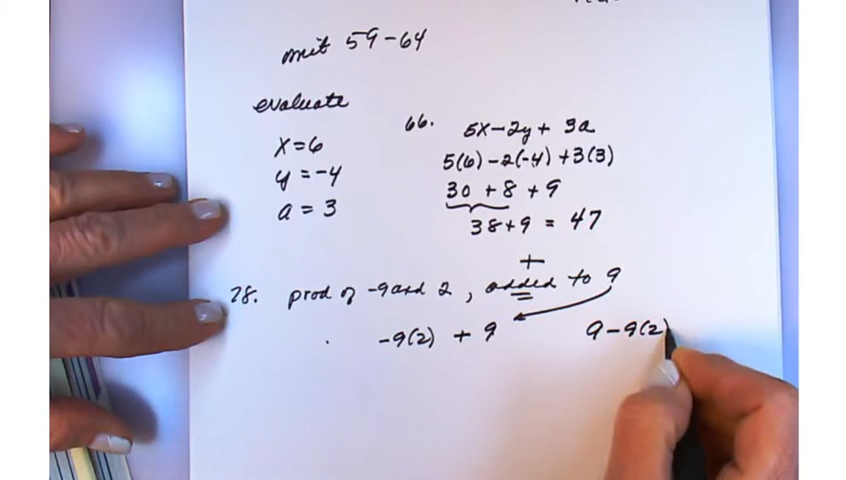 omit 59-64
evaluate
x=6
y=-4
a=3
66. 5x-2y+3a
5(6)-2(-4)+3(3)
30+8+9
38+9=47
+
78. prod of -9 and 2, added to 9
-9(2)+9 9-9(2)